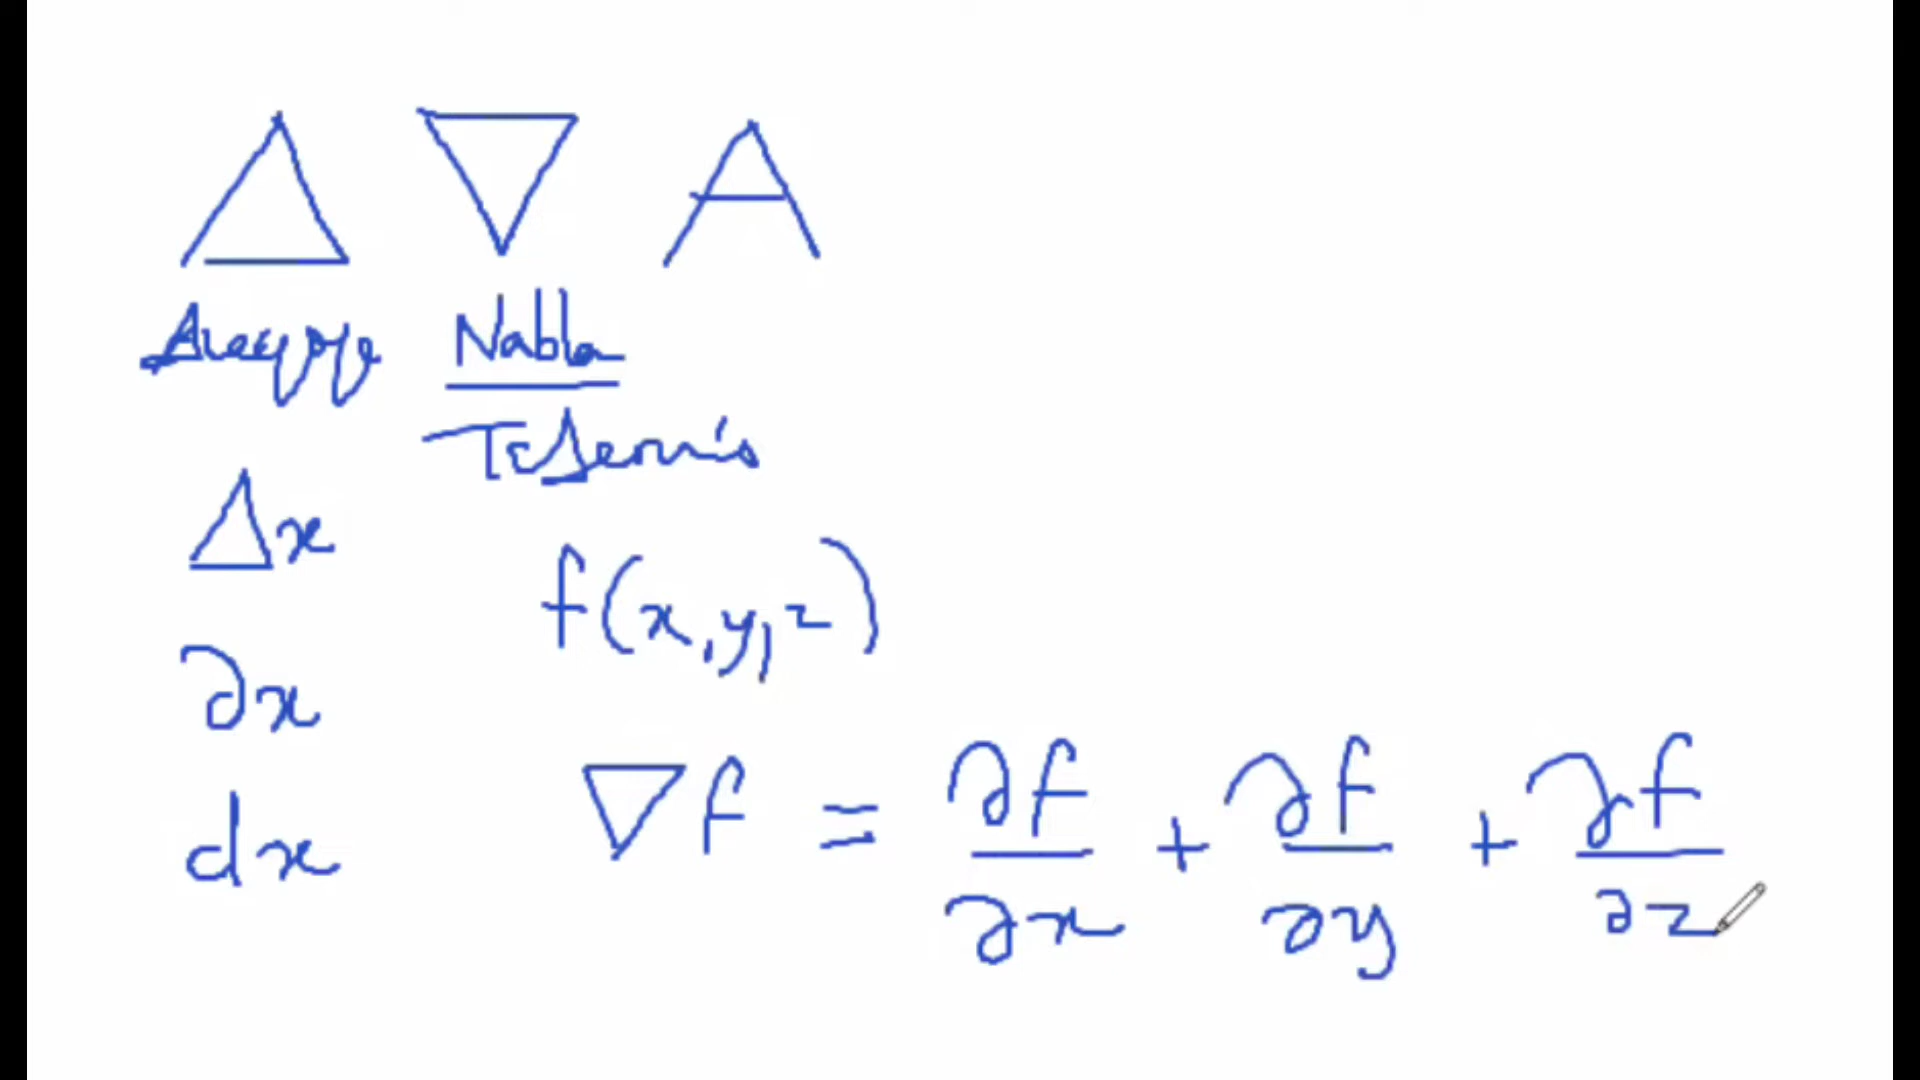 Δ ∇ A
Nabla
Δx
f(x,y,z)
∂x
∇f = ∂f/∂x + ∂f/∂y + ∂f/∂z
dx